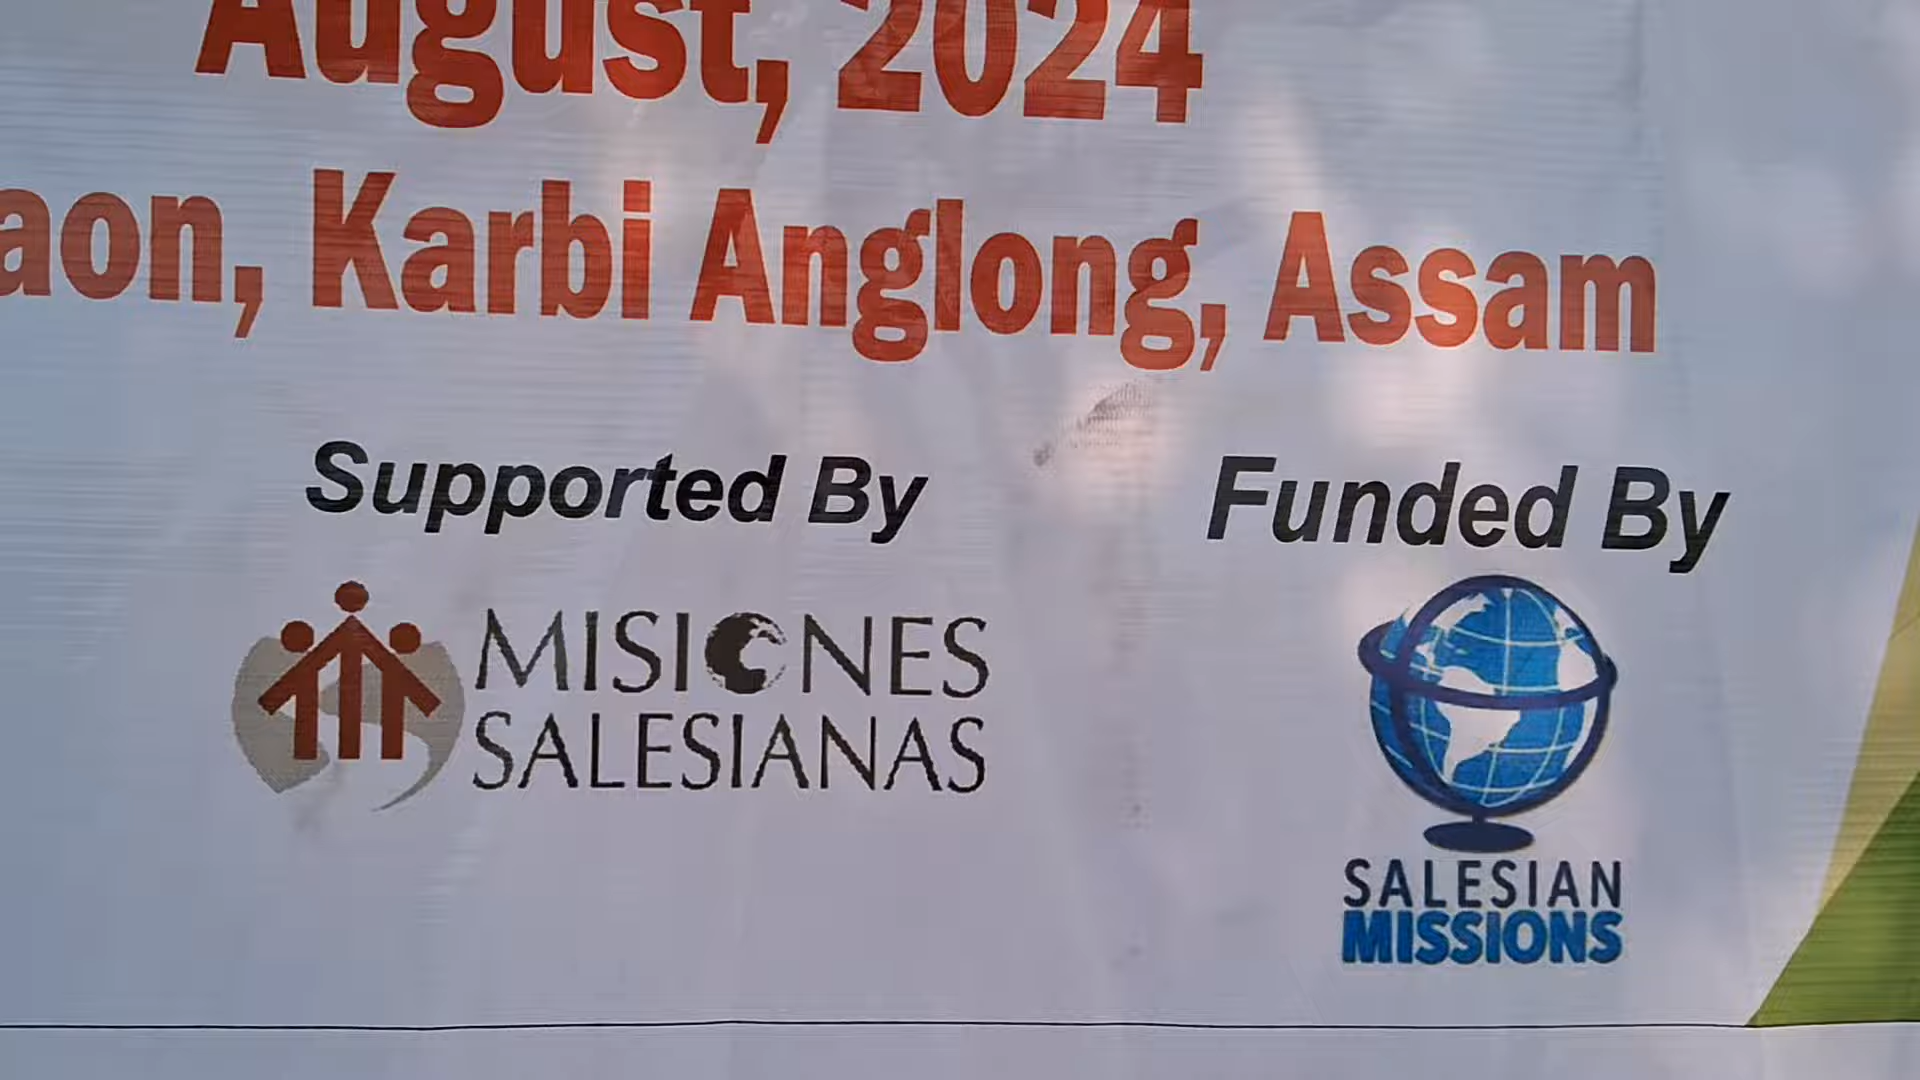 August, 2024
aon, Karbi Anglong, Assam
Supported By
MISIONES
SALESIANAS
Funded By
SALESIAN
MISSIONS